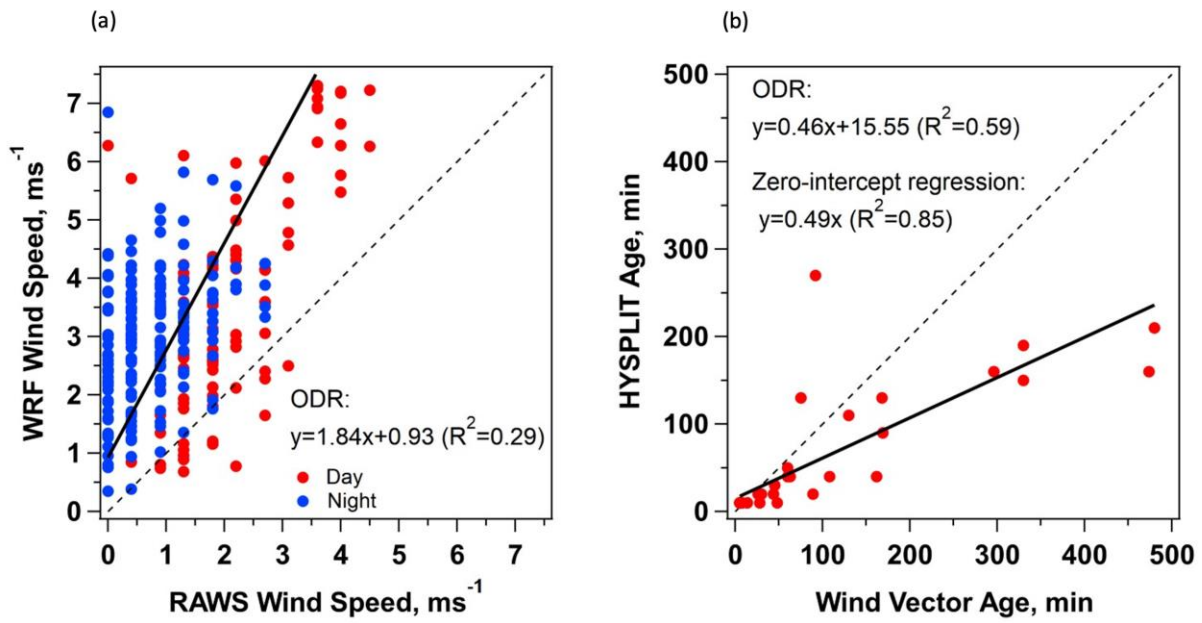 (a)
WRF Wind Speed, ms⁻¹
7
6
5
4
3
2
1
0
ODR:
y=1.84x+0.93 (R²=0.29)
Day
Night
0 1 2 3 4 5 6 7
RAWS Wind Speed, ms⁻¹
(b)
HYSPLIT Age, min
500
400
300
200
100
0
ODR:
y=0.46x+15.55 (R²=0.59)
Zero-intercept regression:
y=0.49x (R²=0.85)
0 100 200 300 400 500
Wind Vector Age, min